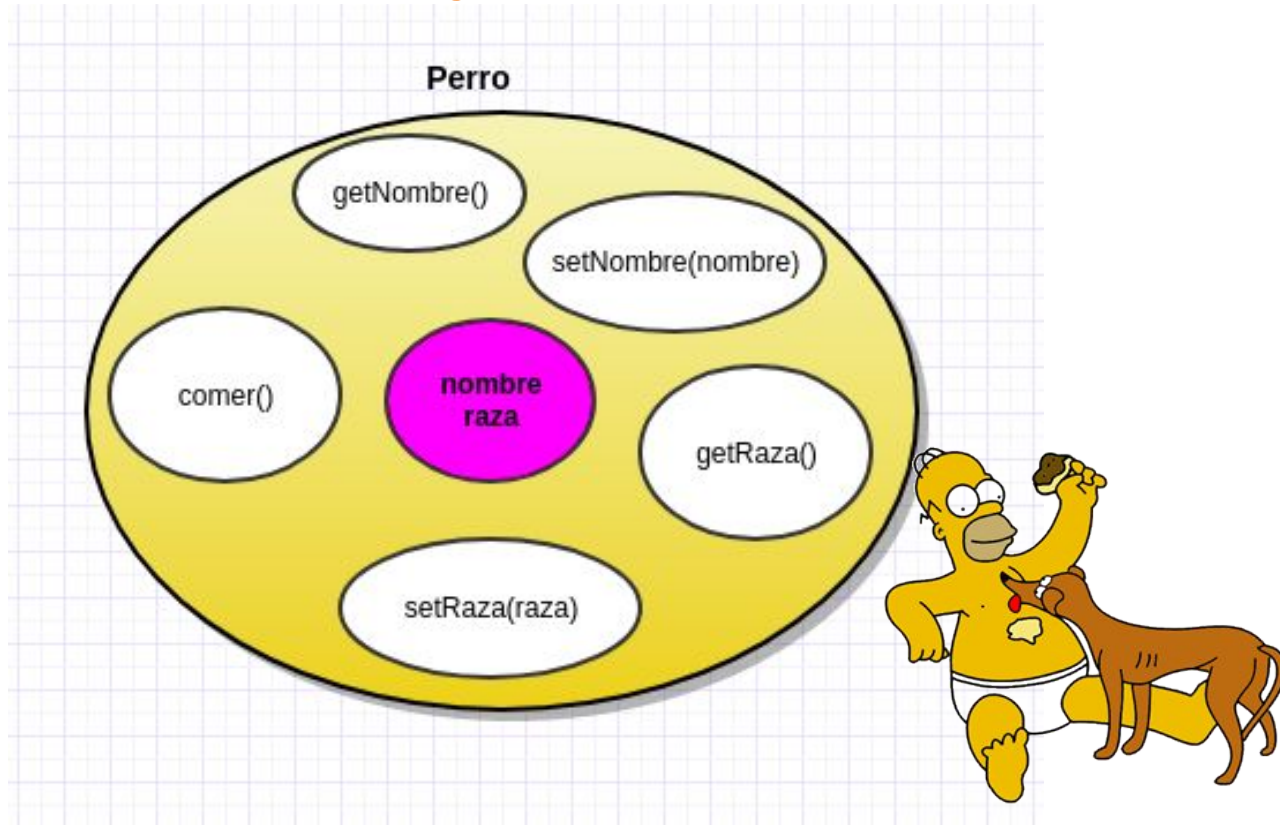 Perro
getNombre()
setNombre(nombre)
comer()
nombre
raza
getRaza()
setRaza(raza)